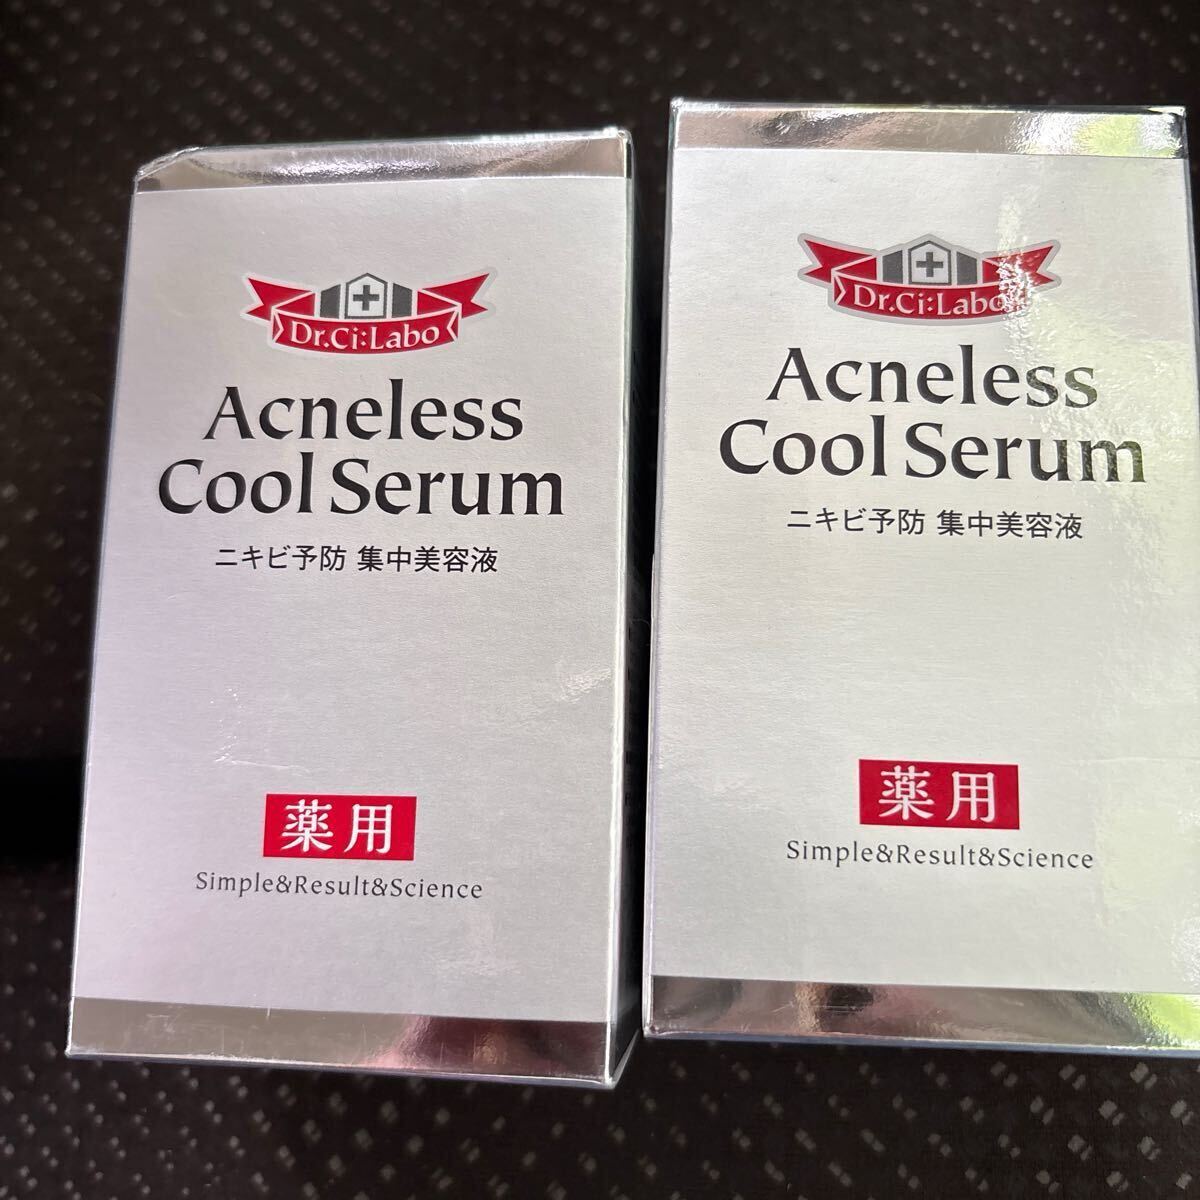 Dr.Ci:Labo
Acneless
Cool Serum
ニキビ予防 集中美容液
薬用
Simple&Result&Science
Dr.Ci:Labo
Acneless
Cool Serum
ニキビ予防 集中美容液
薬用
Simple&Result&Science